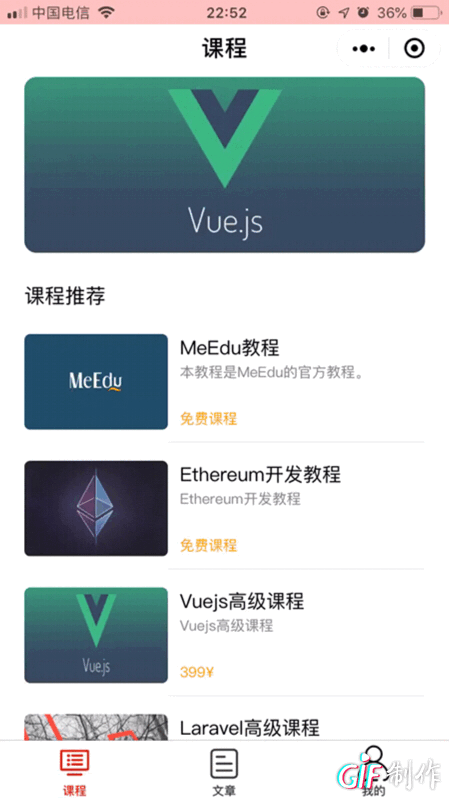 中国电信 22:52 36%
课程
Vue.js
课程推荐
MeEdu
MeEdu教程
本教程是MeEdu的官方教程。
免费课程
Ethereum开发教程
Ethereum开发教程
免费课程
Vue.js
Vuejs高级课程
Vuejs高级课程
399¥
Laravel高级课程
课程
文章
我的
GIF制作